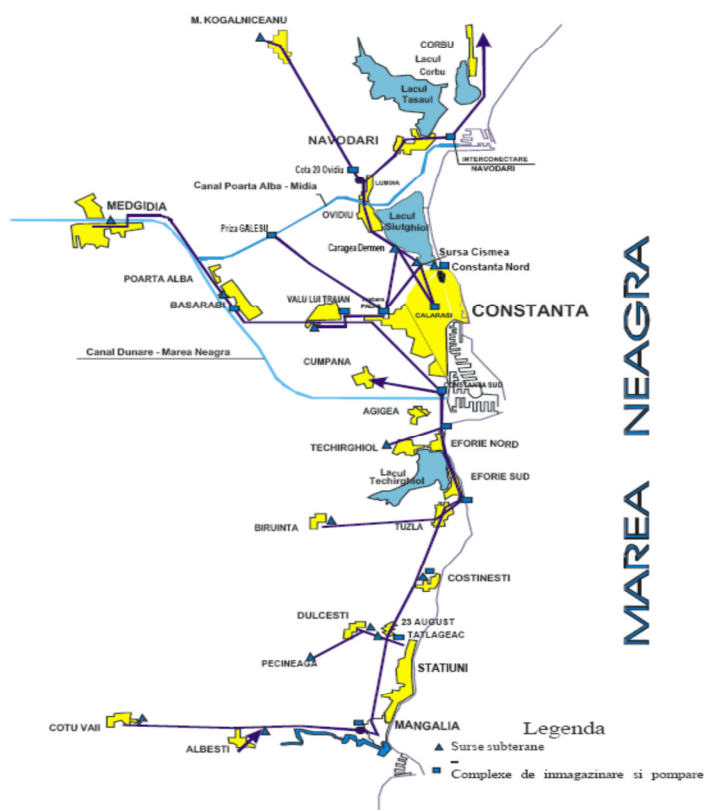 M. KOGALNICEANU
CORBU
Lacul
Corbu
Lacul
Tasaul
NAVODARI
INTERCONECTARE
NAVODARI
Cota 20 Ovidiu
LUMINA
Canal Poarta Alba - Midia
MEDGIDIA
OVIDIU
Lacul
Siutghiol
Priza GALESU
Caragea Dermen
Sursa Cismea
Constanta Nord
POARTA ALBA
BASARABI
VALU LUI TRAIAN
CALARASI
CONSTANTA
Canal Dunare - Marea Neagra
CUMPANA
CONSTANTA SUD
AGIGEA
TECHIRGHIOL
EFORIE NORD
Lacul
Techirghiol
EFORIE SUD
BIRUINTA
TUZLA
COSTINESTI
DULCESTI
23 AUGUST
TATLAGEAC
PECINEAGA
STATIUNI
COTU VAII
ALBESTI
MANGALIA
MAREA NEAGRA
Legenda
Surse subterane
Complexe de inmagazinare si pompare